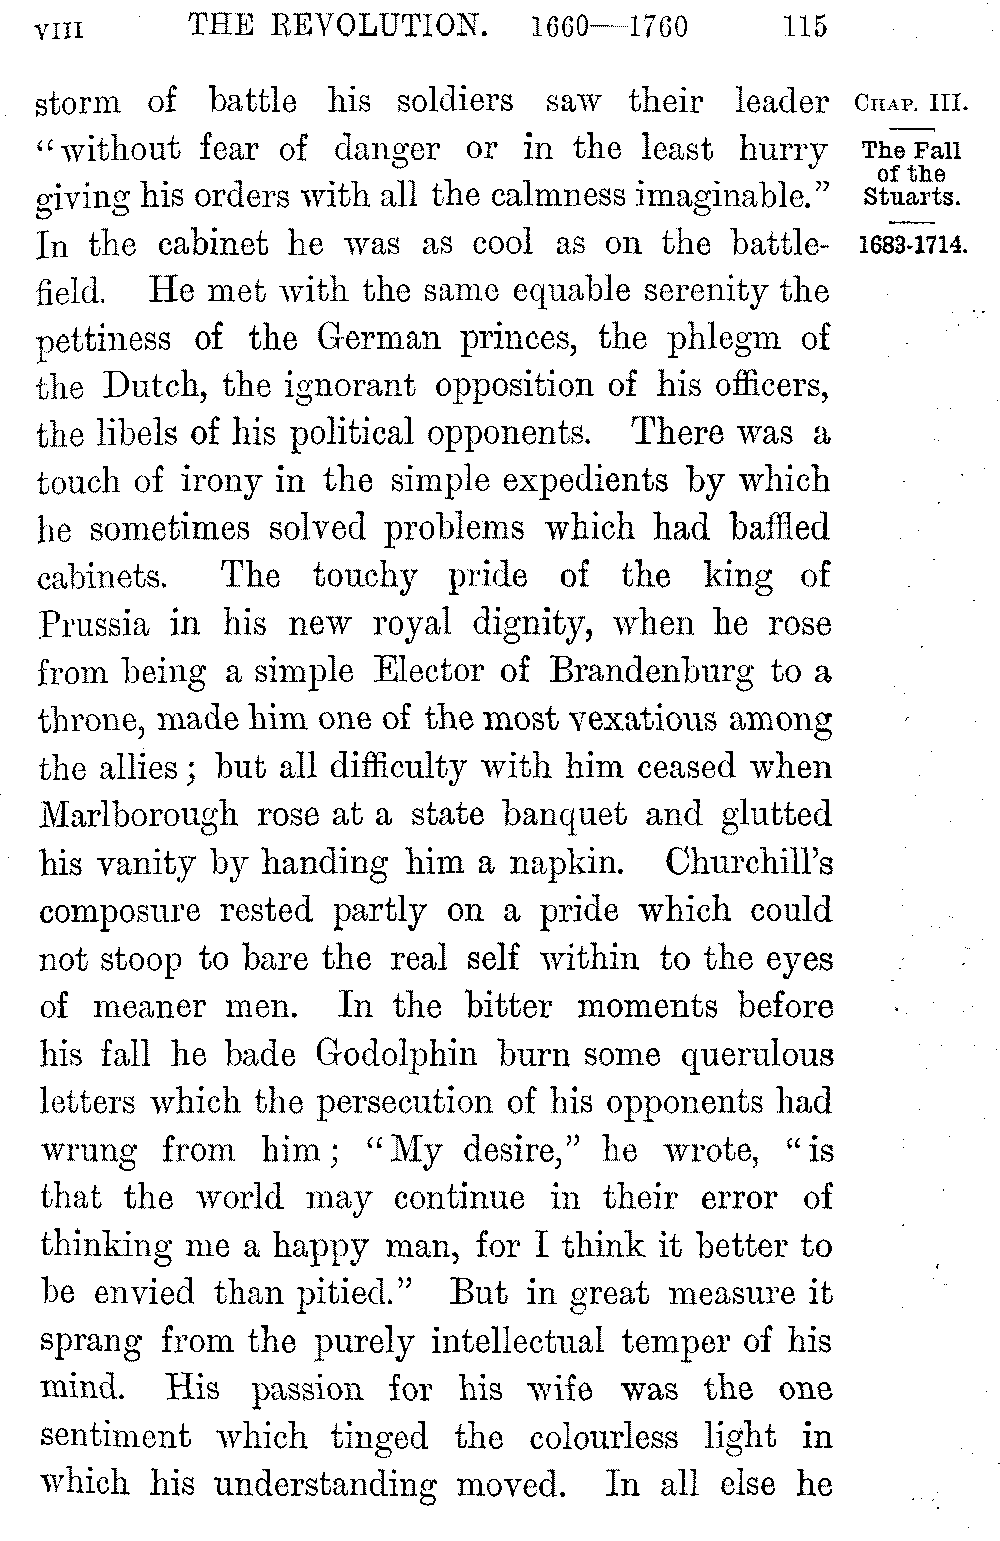 VIII THE REVOLUTION. 1660—1760 115
storm of battle his soldiers saw their leader
“without fear of danger or in the least hurry
giving his orders with all the calmness imaginable.”
In the cabinet he was as cool as on the battle-
field. He met with the same equable serenity the
pettiness of the German princes, the phlegm of
the Dutch, the ignorant opposition of his officers,
the libels of his political opponents. There was a
touch of irony in the simple expedients by which
he sometimes solved problems which had baffled
cabinets. The touchy pride of the king of
Prussia in his new royal dignity, when he rose
from being a simple Elector of Brandenburg to a
throne, made him one of the most vexatious among
the allies; but all difficulty with him ceased when
Marlborough rose at a state banquet and glutted
his vanity by handing him a napkin. Churchill's
composure rested partly on a pride which could
not stoop to bare the real self within to the eyes
of meaner men. In the bitter moments before
his fall he bade Godolphin burn some querulous
letters which the persecution of his opponents had
wrung from him; “My desire,” he wrote, “is
that the world may continue in their error of
thinking me a happy man, for I think it better to
be envied than pitied.” But in great measure it
sprang from the purely intellectual temper of his
mind. His passion for his wife was the one
sentiment which tinged the colourless light in
which his understanding moved. In all else he
CHAP. III.
The Fall
of the
Stuarts.
1683-1714.